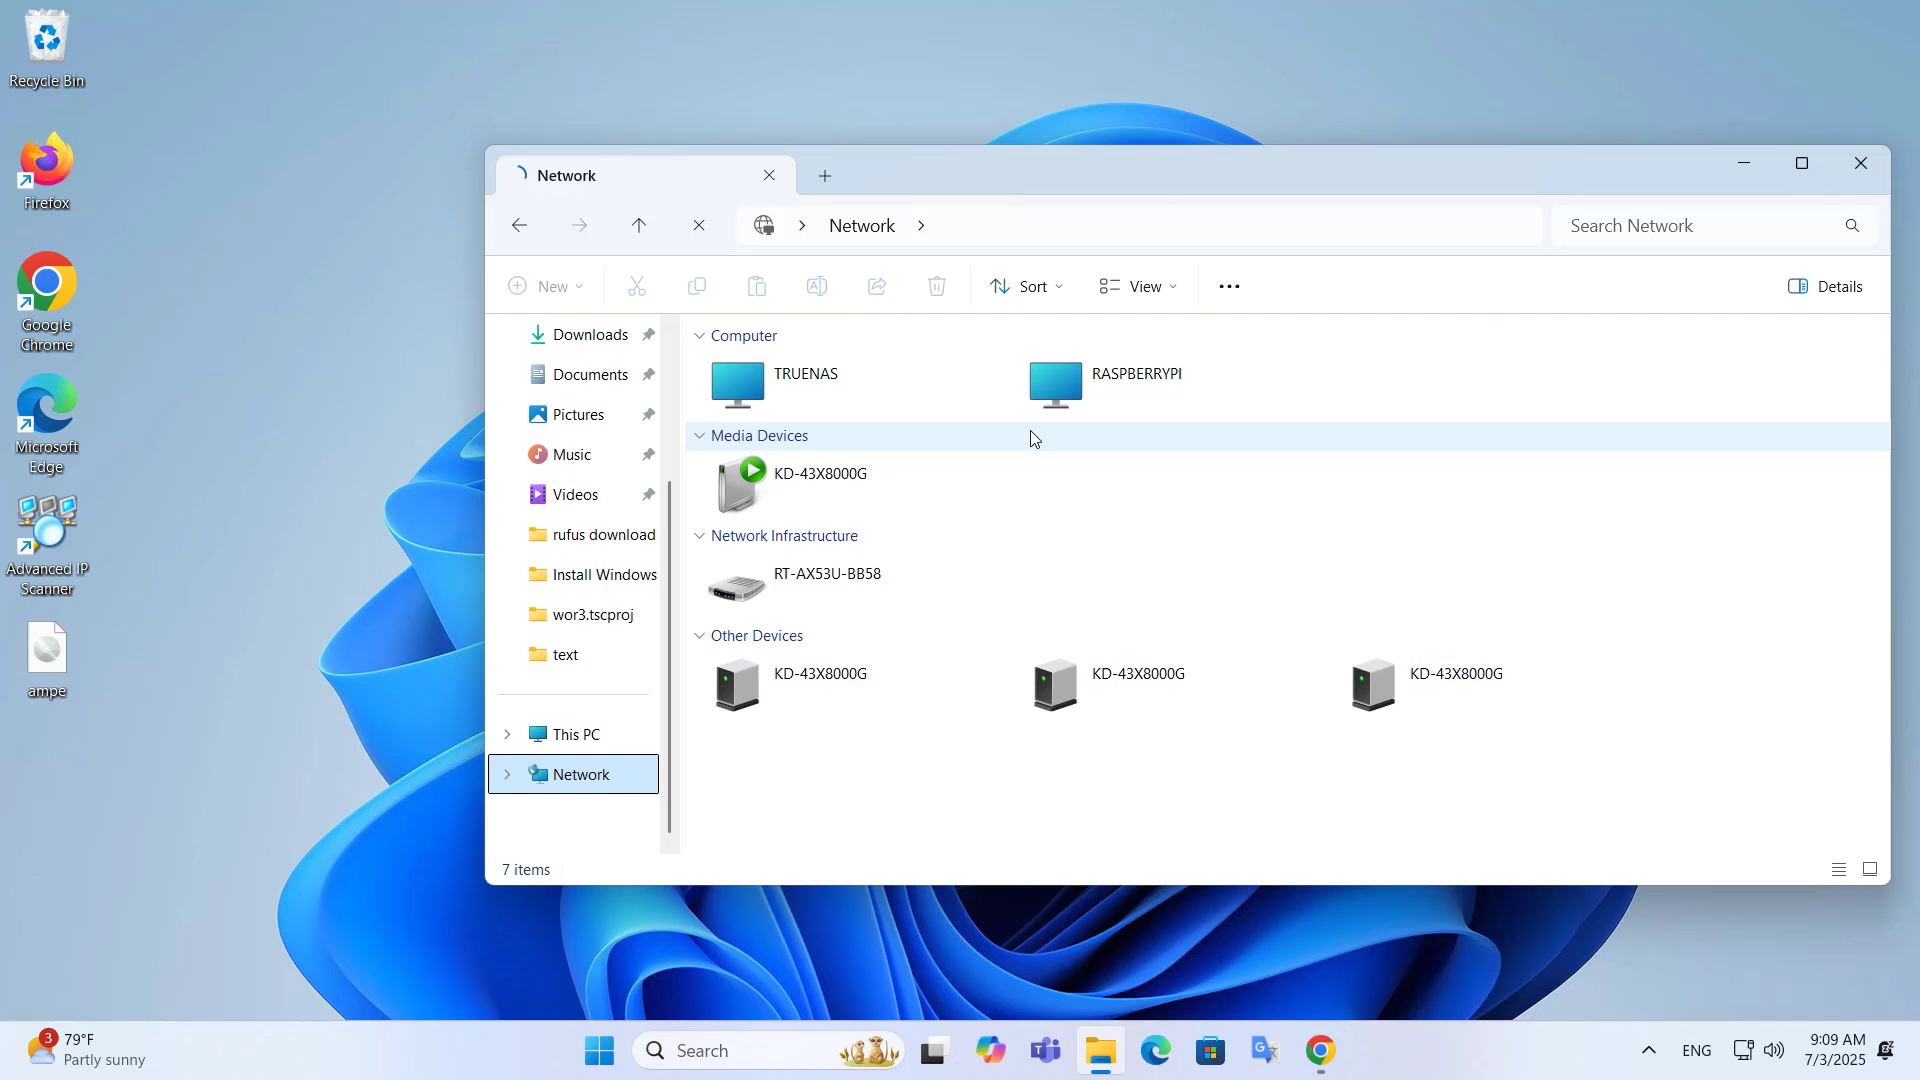 Recycle Bin
Firefox
Google
Chrome
Microsoft
Edge
Advanced IP
Scanner
ampe
Network
Network
Search Network
New
Sort
View
Details
Downloads
Documents
Pictures
Music
Videos
rufus download
Install Windows
wor3.tscproj
text
This PC
Network
Computer
TRUENAS
RASPBERRYPI
Media Devices
KD-43X8000G
Network Infrastructure
RT-AX53U-BB58
Other Devices
KD-43X8000G
KD-43X8000G
KD-43X8000G
7 items
3
79°F
Partly sunny
Search
ENG
9:09 AM
7/3/2025